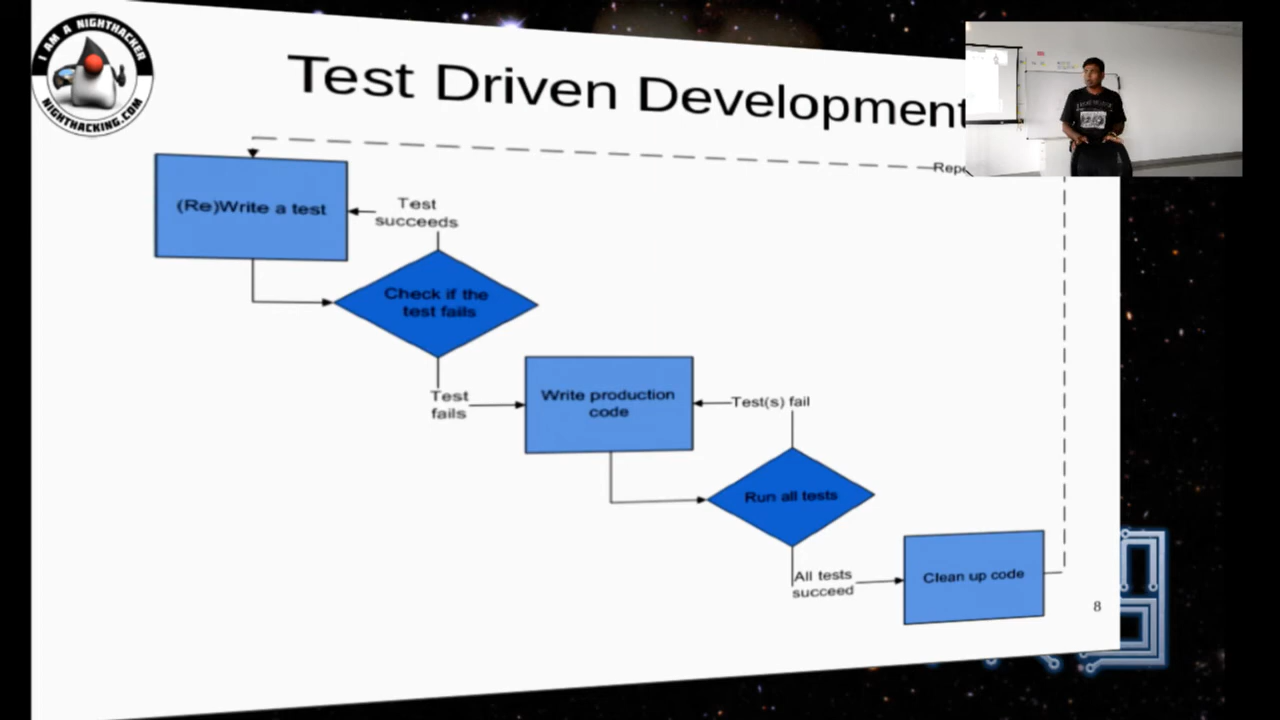 I AM A NIGHTHACKER
NIGHTHACKING.COM
Test Driven Development
Repe
(Re)Write a test
Test
succeeds
Check if the
test fails
Test
fails
Write production
code
Test(s) fail
Run all tests
All tests
succeed
Clean up code
8